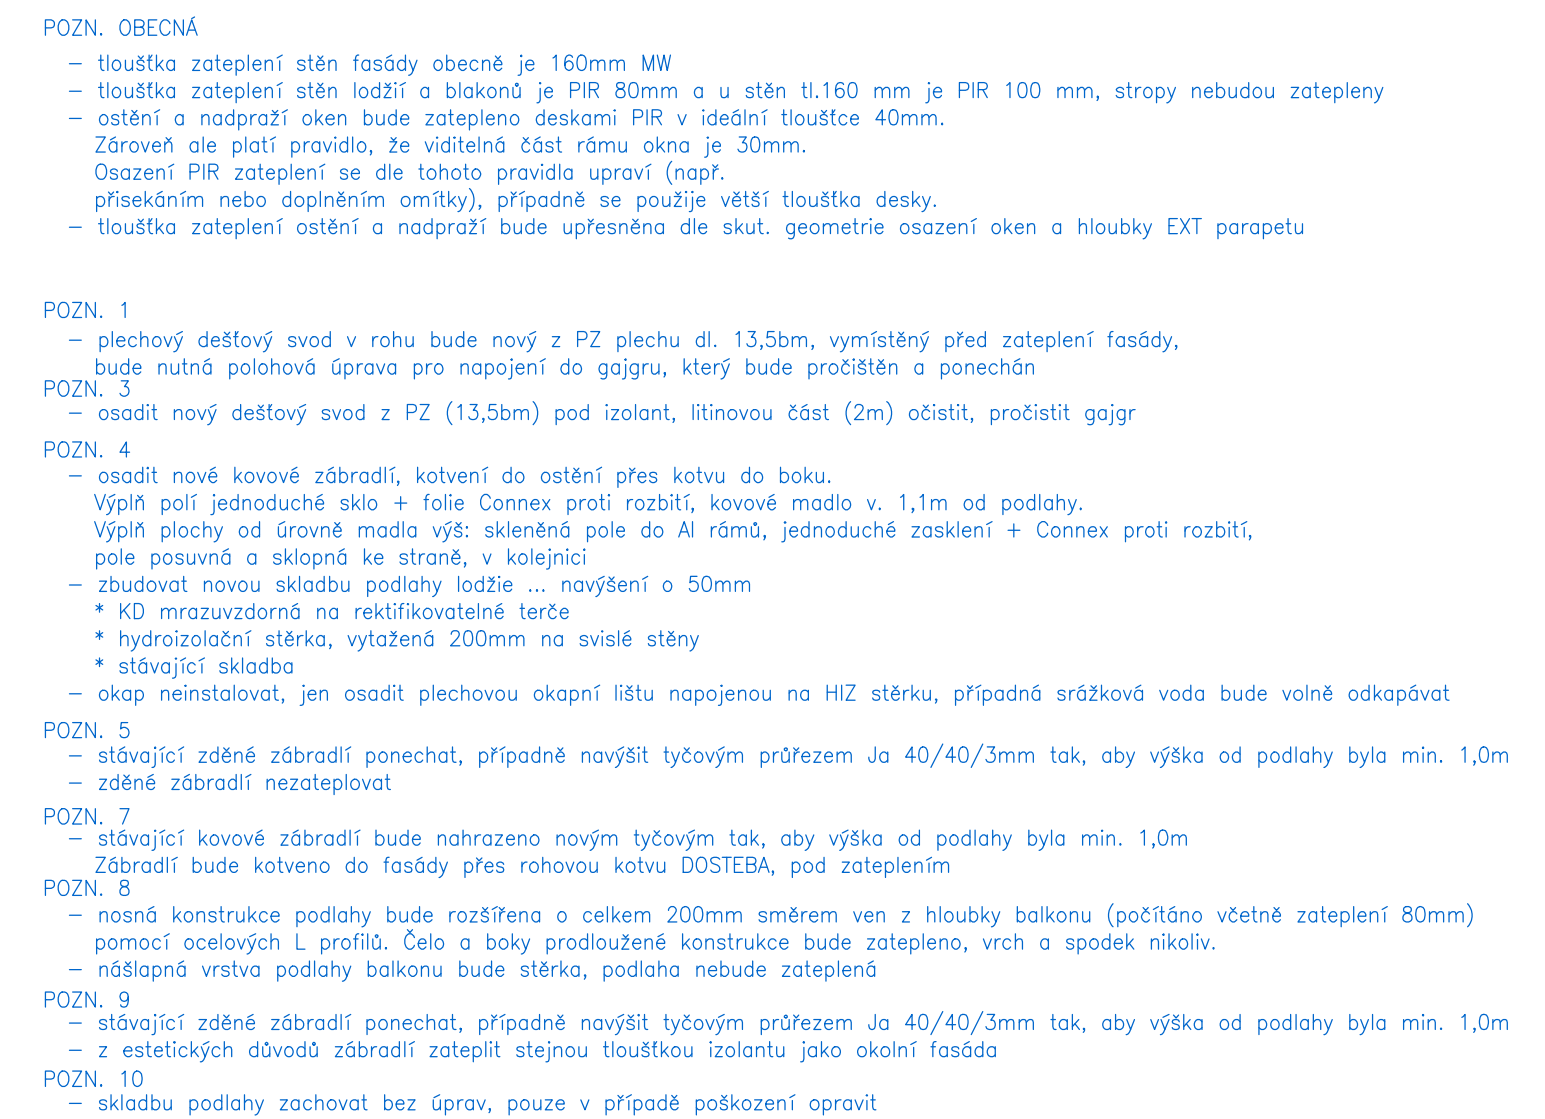 POZN. OBECNÁ
– tloušťka zateplení stěn fasády obecně je 160mm MW
– tloušťka zateplení stěn lodžií a blakonů je PIR 80mm a u stěn tl.160 mm je PIR 100 mm, stropy nebudou zatepleny
– ostění a nadpraží oken bude zatepleno deskami PIR v ideální tloušťce 40mm.
Zároveň ale platí pravidlo, že viditelná část rámu okna je 30mm.
Osazení PIR zateplení se dle tohoto pravidla upraví (např.
přisekáním nebo doplněním omítky), případně se použije větší tloušťka desky.
– tloušťka zateplení ostění a nadpraží bude upřesněna dle skut. geometrie osazení oken a hloubky EXT parapetu
POZN. 1
– plechový dešťový svod v rohu bude nový z PZ plechu dl. 13,5bm, vymístěný před zateplení fasády,
bude nutná polohová úprava pro napojení do gajgru, který bude pročištěn a ponechán
POZN. 3
– osadit nový dešťový svod z PZ (13,5bm) pod izolant, litinovou část (2m) očistit, pročistit gajgr
POZN. 4
– osadit nové kovové zábradlí, kotvení do ostění přes kotvu do boku.
Výplň polí jednoduché sklo + folie Connex proti rozbití, kovové madlo v. 1,1m od podlahy.
Výplň plochy od úrovně madla výš: skleněná pole do Al rámů, jednoduché zasklení + Connex proti rozbití,
pole posuvná a sklopná ke straně, v kolejnici
– zbudovat novou skladbu podlahy lodžie ... navýšení o 50mm
* KD mrazuvzdorná na rektifikovatelné terče
* hydroizolační stěrka, vytažená 200mm na svislé stěny
* stávající skladba
– okap neinstalovat, jen osadit plechovou okapní lištu napojenou na HIZ stěrku, případná srážková voda bude volně odkapávat
POZN. 5
– stávající zděné zábradlí ponechat, případně navýšit tyčovým průřezem Ja 40/40/3mm tak, aby výška od podlahy byla min. 1,0m
– zděné zábradlí nezateplovat
POZN. 7
– stávající kovové zábradlí bude nahrazeno novým tyčovým tak, aby výška od podlahy byla min. 1,0m
Zábradlí bude kotveno do fasády přes rohovou kotvu DOSTEBA, pod zateplením
POZN. 8
– nosná konstrukce podlahy bude rozšířena o celkem 200mm směrem ven z hloubky balkonu (počítáno včetně zateplení 80mm)
pomocí ocelových L profilů. Čelo a boky prodloužené konstrukce bude zatepleno, vrch a spodek nikoliv.
– nášlapná vrstva podlahy balkonu bude stěrka, podlaha nebude zateplená
POZN. 9
– stávající zděné zábradlí ponechat, případně navýšit tyčovým průřezem Ja 40/40/3mm tak, aby výška od podlahy byla min. 1,0m
– z estetických důvodů zábradlí zateplit stejnou tloušťkou izolantu jako okolní fasáda
POZN. 10
– skladbu podlahy zachovat bez úprav, pouze v případě poškození opravit